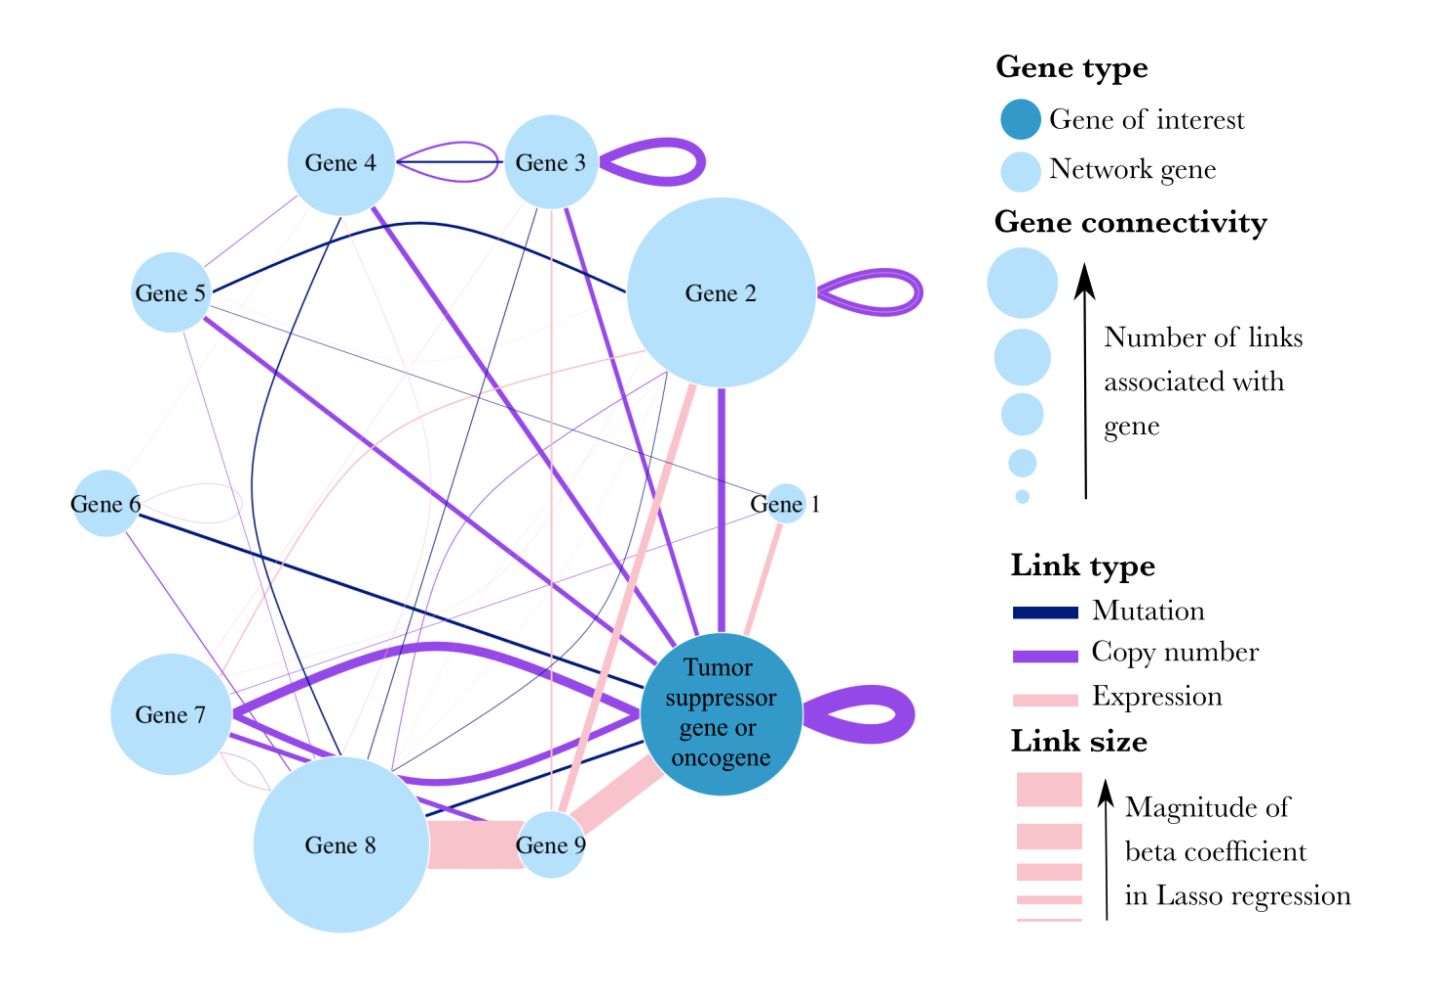 Gene 4
Gene 3
Gene 2
Gene 5
Gene 6
Gene 1
Gene 7
Tumor
suppressor
gene or
oncogene
Gene 8
Gene 9
Gene type
Gene of interest
Network gene
Gene connectivity
Number of links
associated with
gene
Link type
Mutation
Copy number
Expression
Link size
Magnitude of
beta coefficient
in Lasso regression